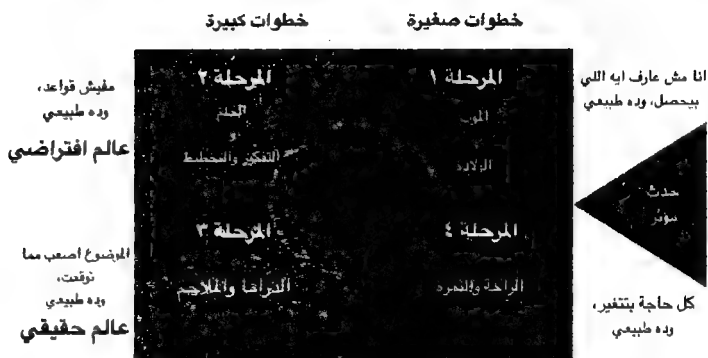 خطوات صغيرة
خطوات كبيرة
انا مش عارف ايه اللي
بيحصل، وده طبيعي
المرحلة ١
الموت
الولادة
المرحلة ٢
الحلم
و
التفكير والتخطيط
مفيش قواعد،
وده طبيعي
عالم افتراضي
حدث
مؤثر
المرحلة ٤
الراحة والثمرة
المرحلة ٣
الدراما والملاحم
الموضوع اصعب مما
توقعت،
وده طبيعي
عالم حقيقي
كل حاجة بتتغير،
وده طبيعي